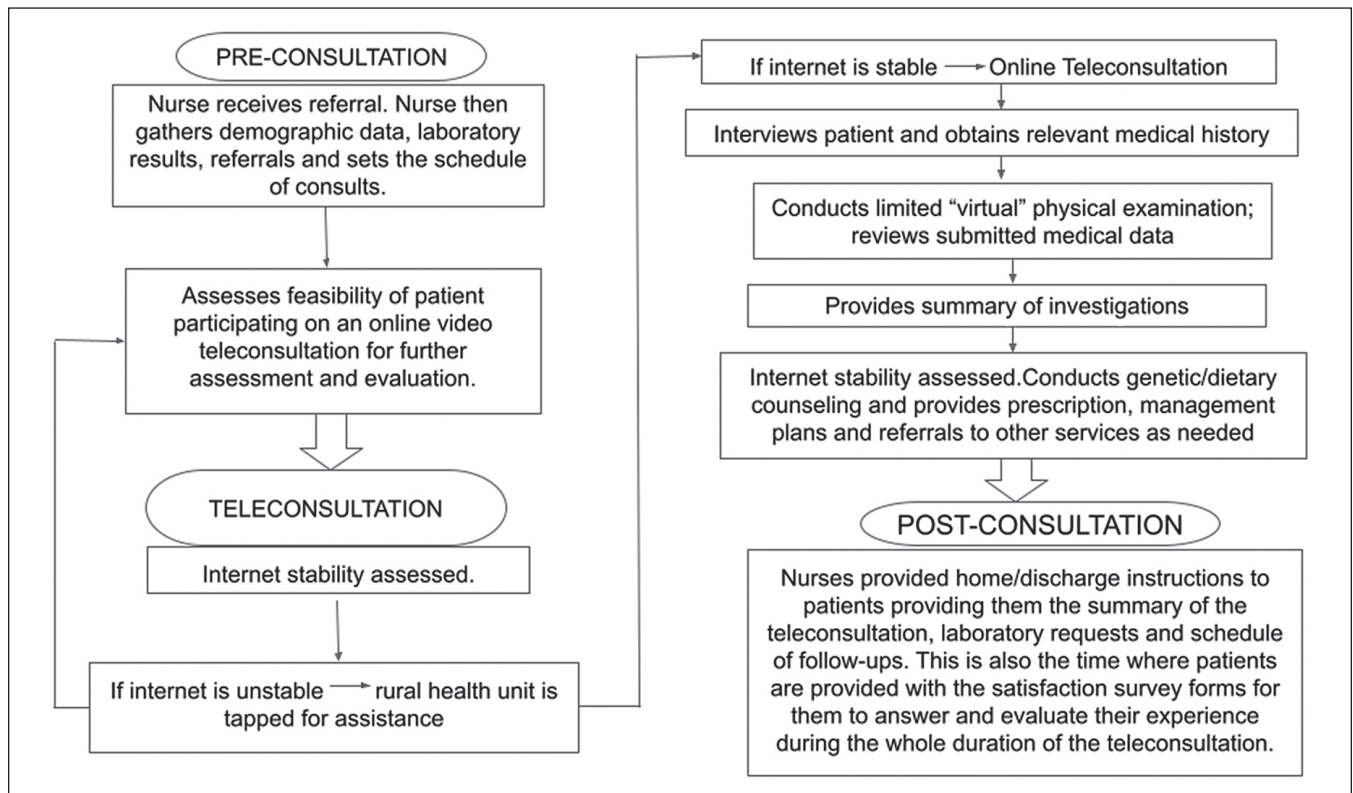 PRE-CONSULTATION
Nurse receives referral. Nurse then
gathers demographic data, laboratory
results, referrals and sets the schedule
of consults.
Assesses feasibility of patient
participating on an online video
teleconsultation for further
assessment and evaluation.
TELECONSULTATION
Internet stability assessed.
If internet is unstable → rural health unit is
tapped for assistance
If internet is stable → Online Teleconsultation
Interviews patient and obtains relevant medical history
Conducts limited “virtual” physical examination;
reviews submitted medical data
Provides summary of investigations
Internet stability assessed.Conducts genetic/dietary
counseling and provides prescription, management
plans and referrals to other services as needed
POST-CONSULTATION
Nurses provided home/discharge instructions to
patients providing them the summary of the
teleconsultation, laboratory requests and schedule
of follow-ups. This is also the time where patients
are provided with the satisfaction survey forms for
them to answer and evaluate their experience
during the whole duration of the teleconsultation.